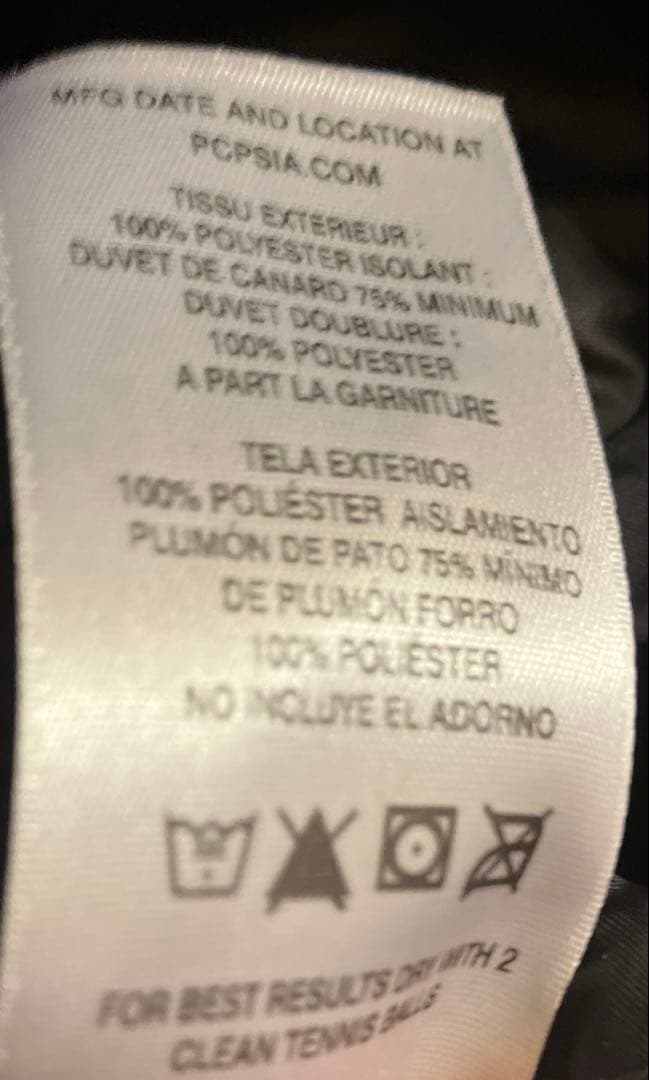 MFG DATE AND LOCATION AT
PCPSIA.COM
TISSU EXTERIEUR :
100% POLYESTER ISOLANT :
DUVET DE CANARD 75% MINIMUM
DUVET DOUBLURE :
100% POLYESTER
A PART LA GARNITURE
TELA EXTERIOR
100% POLIÉSTER AISLAMIENTO
PLUMÓN DE PATO 75% MÍNIMO
DE PLUMÓN FORRO
100% POLIÉSTER
NO INCLUYE EL ADORNO
FOR BEST RESULTS DRY WITH 2
CLEAN TENNIS BALLS